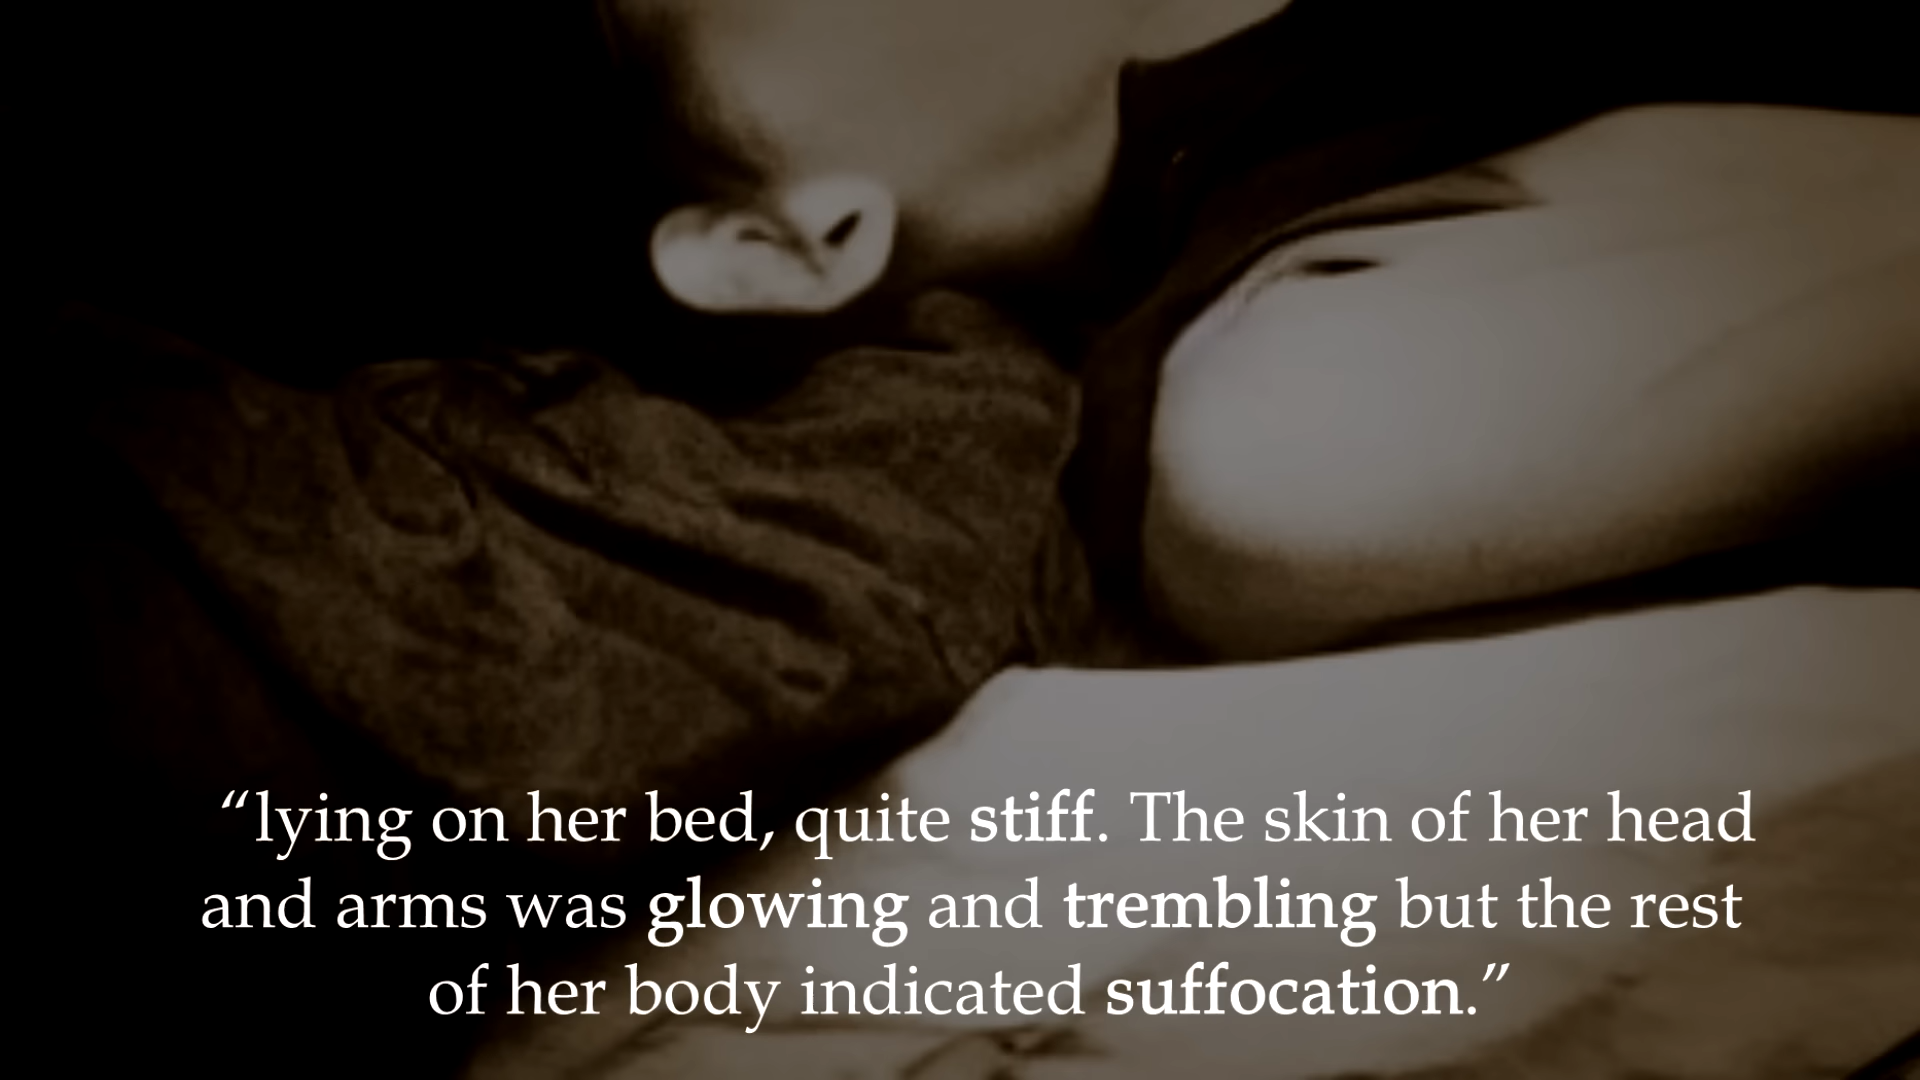 “lying on her bed, quite stiff. The skin of her head
and arms was glowing and trembling but the rest
of her body indicated suffocation.”